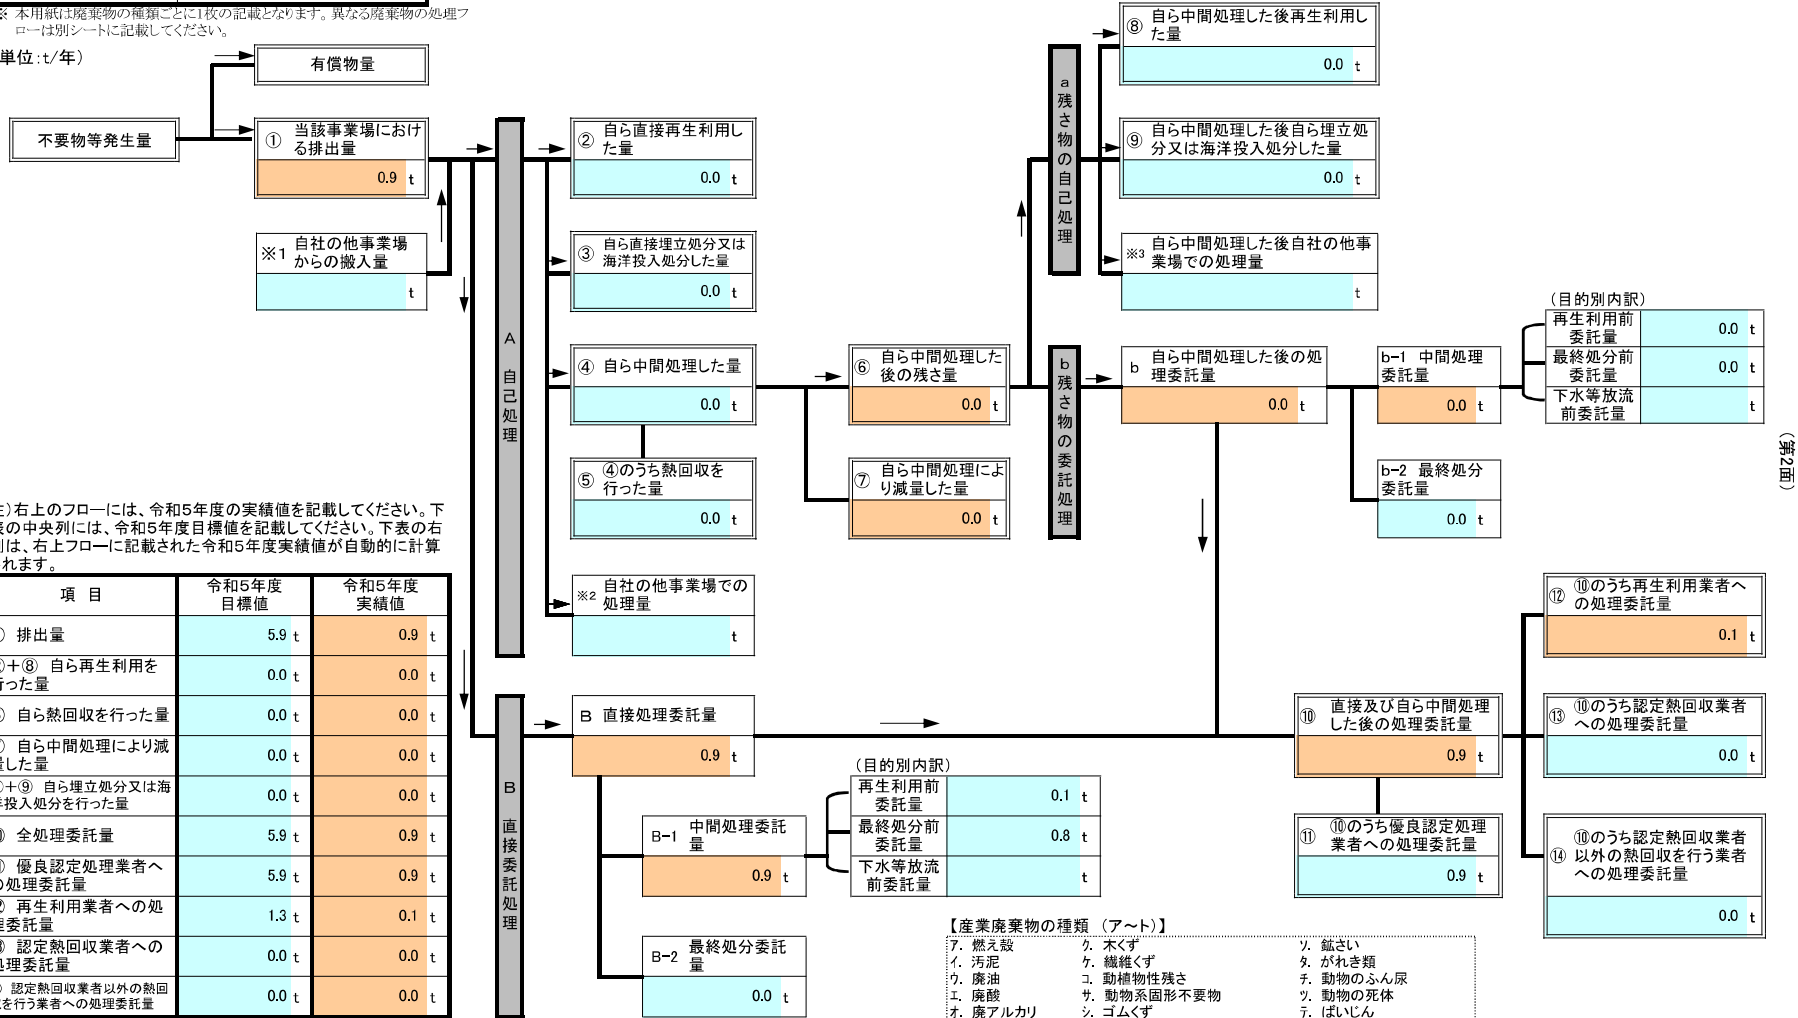 ※ 本用紙は廃棄物の種類ごとに1枚の記載となります。異なる廃棄物の処理フ
ローは別シートに記載してください。
単位:t/年)
有償物量
不要物等発生量
① 当該事業場におけ
る排出量
0.9 t
※1 自社の他事業場
からの搬入量
t
A 自己処理
② 自ら直接再生利用し
た量
0.0 t
③ 自ら直接埋立処分又は
海洋投入処分した量
0.0 t
④ 自ら中間処理した量
0.0 t
⑤ ④のうち熱回収を
行った量
0.0 t
※2 自社の他事業場での
処理量
t
⑥ 自ら中間処理した
後の残さ量
0.0 t
⑦ 自ら中間処理によ
り減量した量
0.0 t
a 残さ物の自己処理
⑧ 自ら中間処理した後再生利用し
た量
0.0 t
⑨ 自ら中間処理した後自ら埋立処
分又は海洋投入処分した量
0.0 t
※3 自ら中間処理した後自社の他事
業場での処理量
t
b 残さ物の委託処理
b 自ら中間処理した後の処
理委託量
0.0 t
b-1 中間処理
委託量
0.0 t
b-2 最終処分
委託量
0.0 t
(目的別内訳)
再生利用前
委託量
0.0 t
最終処分前
委託量
0.0 t
下水等放流
前委託量
t
(第2面)
)右上のフローには、令和5年度の実績値を記載してください。下
の中央列には、令和5年度目標値を記載してください。下表の右
は、右上フローに記載された令和5年度実績値が自動的に計算
れます。
項 目 令和5年度
目標値 令和5年度
実績値
排出量 5.9 t 0.9 t
+⑧ 自ら再生利用を
行った量 0.0 t 0.0 t
自ら熱回収を行った量 0.0 t 0.0 t
自ら中間処理により減
量した量 0.0 t 0.0 t
+⑨ 自ら埋立処分又は海
洋投入処分を行った量 0.0 t 0.0 t
全処理委託量 5.9 t 0.9 t
優良認定処理業者へ
の処理委託量 5.9 t 0.9 t
再生利用業者への処
理委託量 1.3 t 0.1 t
認定熱回収業者への
処理委託量 0.0 t 0.0 t
認定熱回収業者以外の熱回
収を行う業者への処理委託量 0.0 t 0.0 t
B 直接委託処理
B 直接処理委託量
0.9 t
B-1 中間処理委託
量
0.9 t
B-2 最終処分委託
量
0.0 t
(目的別内訳)
再生利用前
委託量
0.1 t
最終処分前
委託量
0.8 t
下水等放流
前委託量
t
⑩ 直接及び自ら中間処理
した後の処理委託量
0.9 t
⑪ ⑩のうち優良認定処理
業者への処理委託量
0.9 t
⑫ ⑩のうち再生利用業者へ
の処理委託量
0.1 t
⑬ ⑩のうち認定熱回収業者
への処理委託量
0.0 t
⑭ ⑩のうち認定熱回収業者
以外の熱回収を行う業者
への処理委託量
0.0 t
【産業廃棄物の種類 (ア~ト)】
ア. 燃え殻 ク. 木くず ソ. 鉱さい
イ. 汚泥 ケ. 繊維くず タ. がれき類
ウ. 廃油 コ. 動植物性残さ チ. 動物のふん尿
エ. 廃酸 サ. 動物系固形不要物 ツ. 動物の死体
オ. 廃アルカリ シ. ゴムくず テ. ばいじん